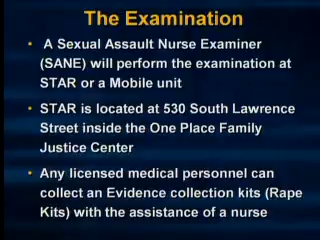 The Examination
• A Sexual Assault Nurse Examiner
(SANE) will perform the examination at
STAR or a Mobile unit
• STAR is located at 530 South Lawrence
Street inside the One Place Family
Justice Center
• Any licensed medical personnel can
collect an Evidence collection kits (Rape
Kits) with the assistance of a nurse